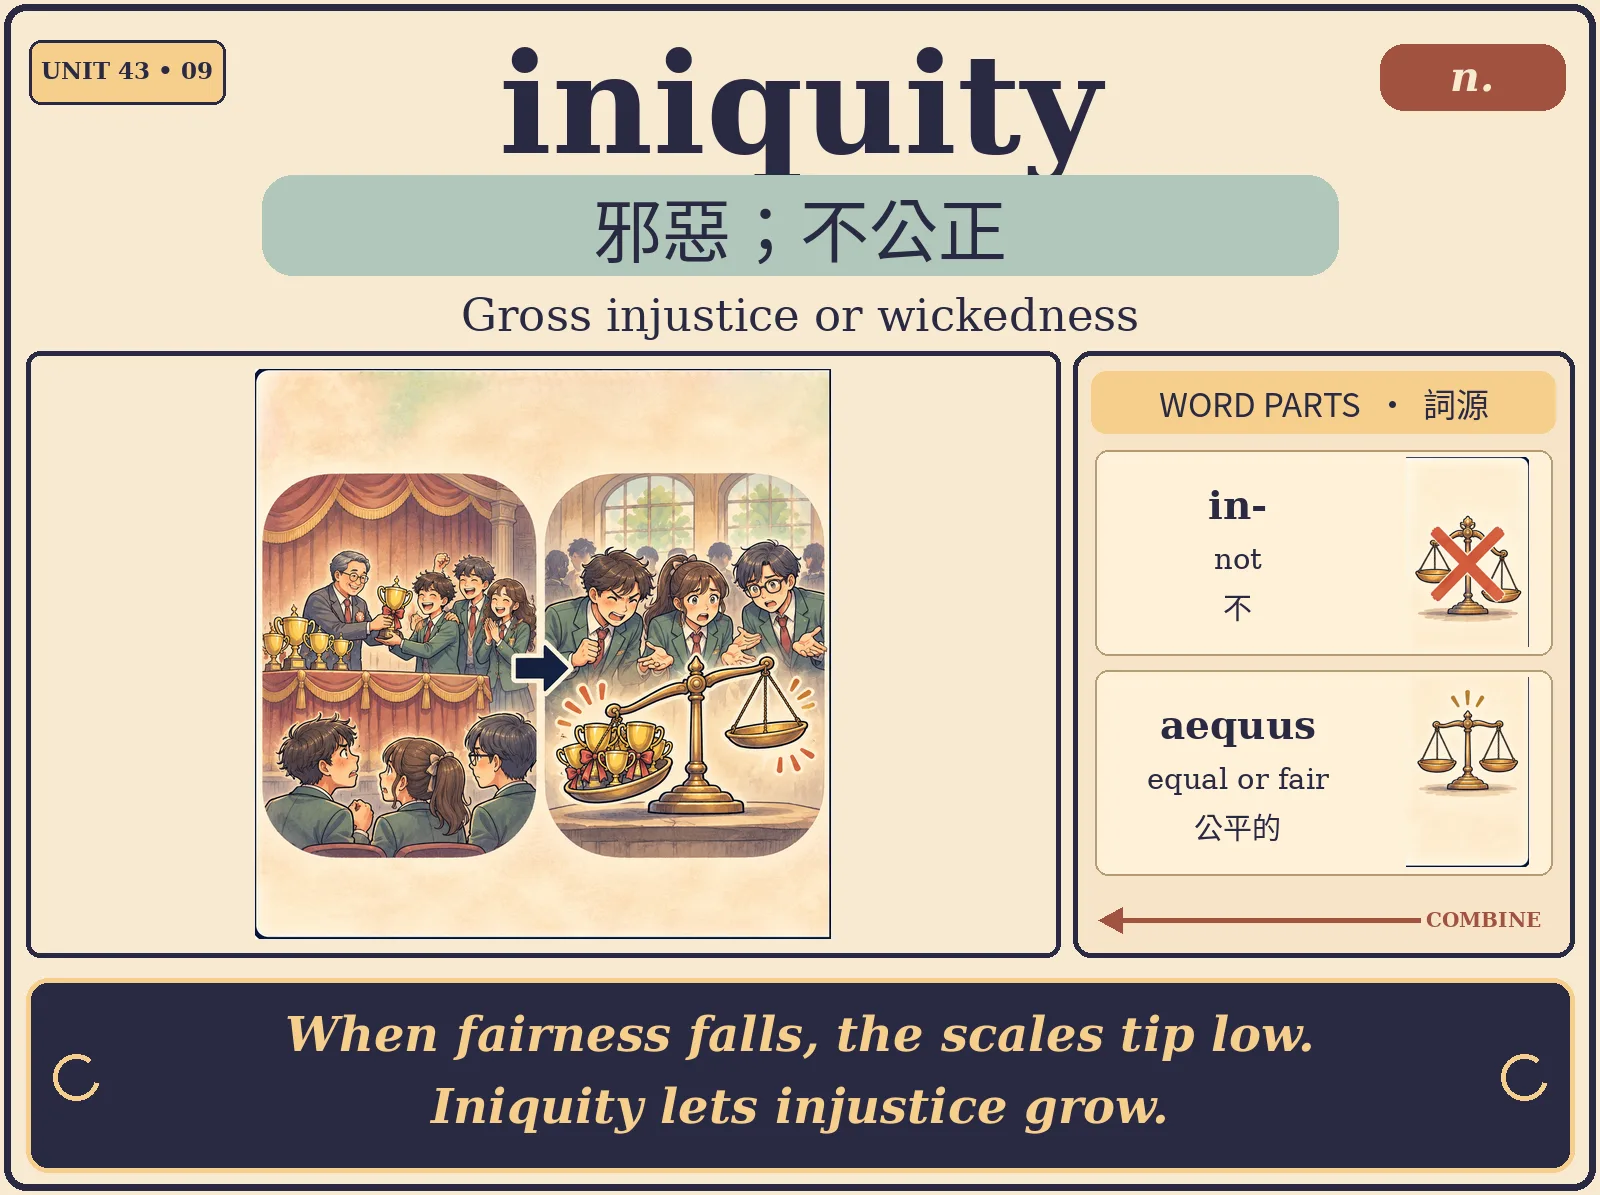 UNIT 43 • 09
iniquity
n.
邪惡；不公正
Gross injustice or wickedness
WORD PARTS ・ 詞源
in-
not
不
aequus
equal or fair
公平的
COMBINE
When fairness falls, the scales tip low.
Iniquity lets injustice grow.